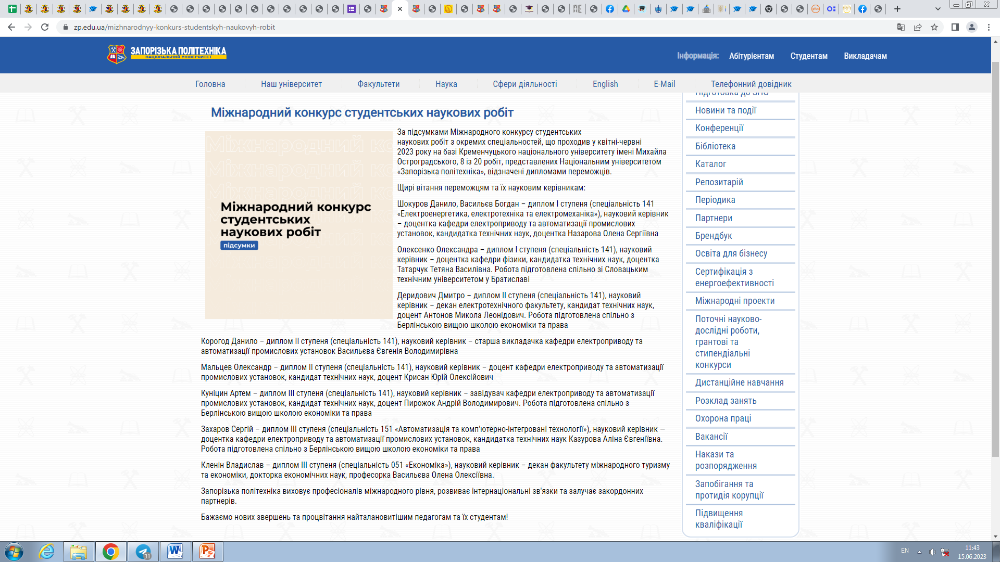 zp.edu.ua/mizhnarodnyy-konkurs-studentskyh-naukovyh-robit
ЗАПОРІЗЬКА ПОЛІТЕХНІКА
НАЦІОНАЛЬНИЙ УНІВЕРСИТЕТ
Інформація: Абітурієнтам Студентам Викладачам
Головна Наш університет Факультети Наука Сфери діяльності English E-Mail Телефонний довідник
Міжнародний конкурс студентських наукових робіт
Міжнародний ко
Міжнародний ко
Міжнародний ко
Міжнародний конкурс
студентських
наукових робіт
підсумки
За підсумками Міжнародного конкурсу студентських
наукових робіт з окремих спеціальностей, що проходив у квітні-червні
2023 року на базі Кременчуцького національного університету імені Михайла
Остроградського, 8 із 20 робіт, представлених Національним університетом
«Запорізька політехніка», відзначені дипломами переможців.
Щирі вітання переможцям та їх науковим керівникам:
Шокуров Данило, Васильєв Богдан – диплом І ступеня (спеціальність 141
«Електроенергетика, електротехніка та електромеханіка»), науковий керівник
– доцентка кафедри електроприводу та автоматизації промислових
установок, кандидатка технічних наук, доцентка Назарова Олена Сергіївна
Олексенко Олександра – диплом І ступеня (спеціальність 141), науковий
керівник – доцентка кафедри фізики, кандидатка технічних наук, доцентка
Татарчук Тетяна Василівна. Робота підготовлена спільно зі Словацьким
технічним університетом у Братиславі
Деридович Дмитро – диплом ІІ ступеня (спеціальність 141), науковий
керівник – декан електротехнічного факультету, кандидат технічних наук,
доцент Антонов Микола Леонідович. Робота підготовлена спільно з
Берлінською вищою школою економіки та права
Корогод Данило – диплом ІІ ступеня (спеціальність 141), науковий керівник – старша викладачка кафедри електроприводу та
автоматизації промислових установок Васильєва Євгенія Володимирівна
Мальцев Олександр – диплом ІІ ступеня (спеціальність 141), науковий керівник – доцент кафедри електроприводу та автоматизації
промислових установок, кандидат технічних наук, доцент Крисан Юрій Олексійович
Куніцин Артем – диплом ІІІ ступеня (спеціальність 141), науковий керівник – завідувач кафедри електроприводу та автоматизації
промислових установок, кандидат технічних наук, доцент Пирожок Андрій Володимирович. Робота підготовлена спільно з
Берлінською вищою школою економіки та права
Захаров Сергій – диплом ІІІ ступеня (спеціальність 151 «Автоматизація та комп'ютерно-інтегровані технології»), науковий керівник —
доцентка кафедри електроприводу та автоматизації промислових установок, кандидатка технічних наук Казурова Аліна Євгеніївна.
Робота підготовлена спільно з Берлінською вищою школою економіки та права
Кленін Владислав – диплом ІІІ ступеня (спеціальність 051 «Економіка»), науковий керівник – декан факультету міжнародного туризму
та економіки, докторка економічних наук, професорка Васильєва Олена Олексіївна.
Запорізька політехніка виховує професіоналів міжнародного рівня, розвиває інтернаціональні зв'язки та залучає закордонних
партнерів.
Бажаємо нових звершень та процвітання найталановитішим педагогам та їх студентам!
Підготовка до ЗНО
Новини та події
Конференції
Бібліотека
Каталог
Репозитарій
Періодика
Партнери
Брендбук
Освіта для бізнесу
Сертифікація з
енергоефективності
Міжнародні проекти
Поточні науково-
дослідні роботи,
грантові та
стипендіальні
конкурси
Дистанційне навчання
Розклад занять
Охорона праці
Вакансії
Накази та
розпорядження
Запобігання та
протидія корупції
Підвищення
кваліфікації
31
EN
11:43
15.06.2023